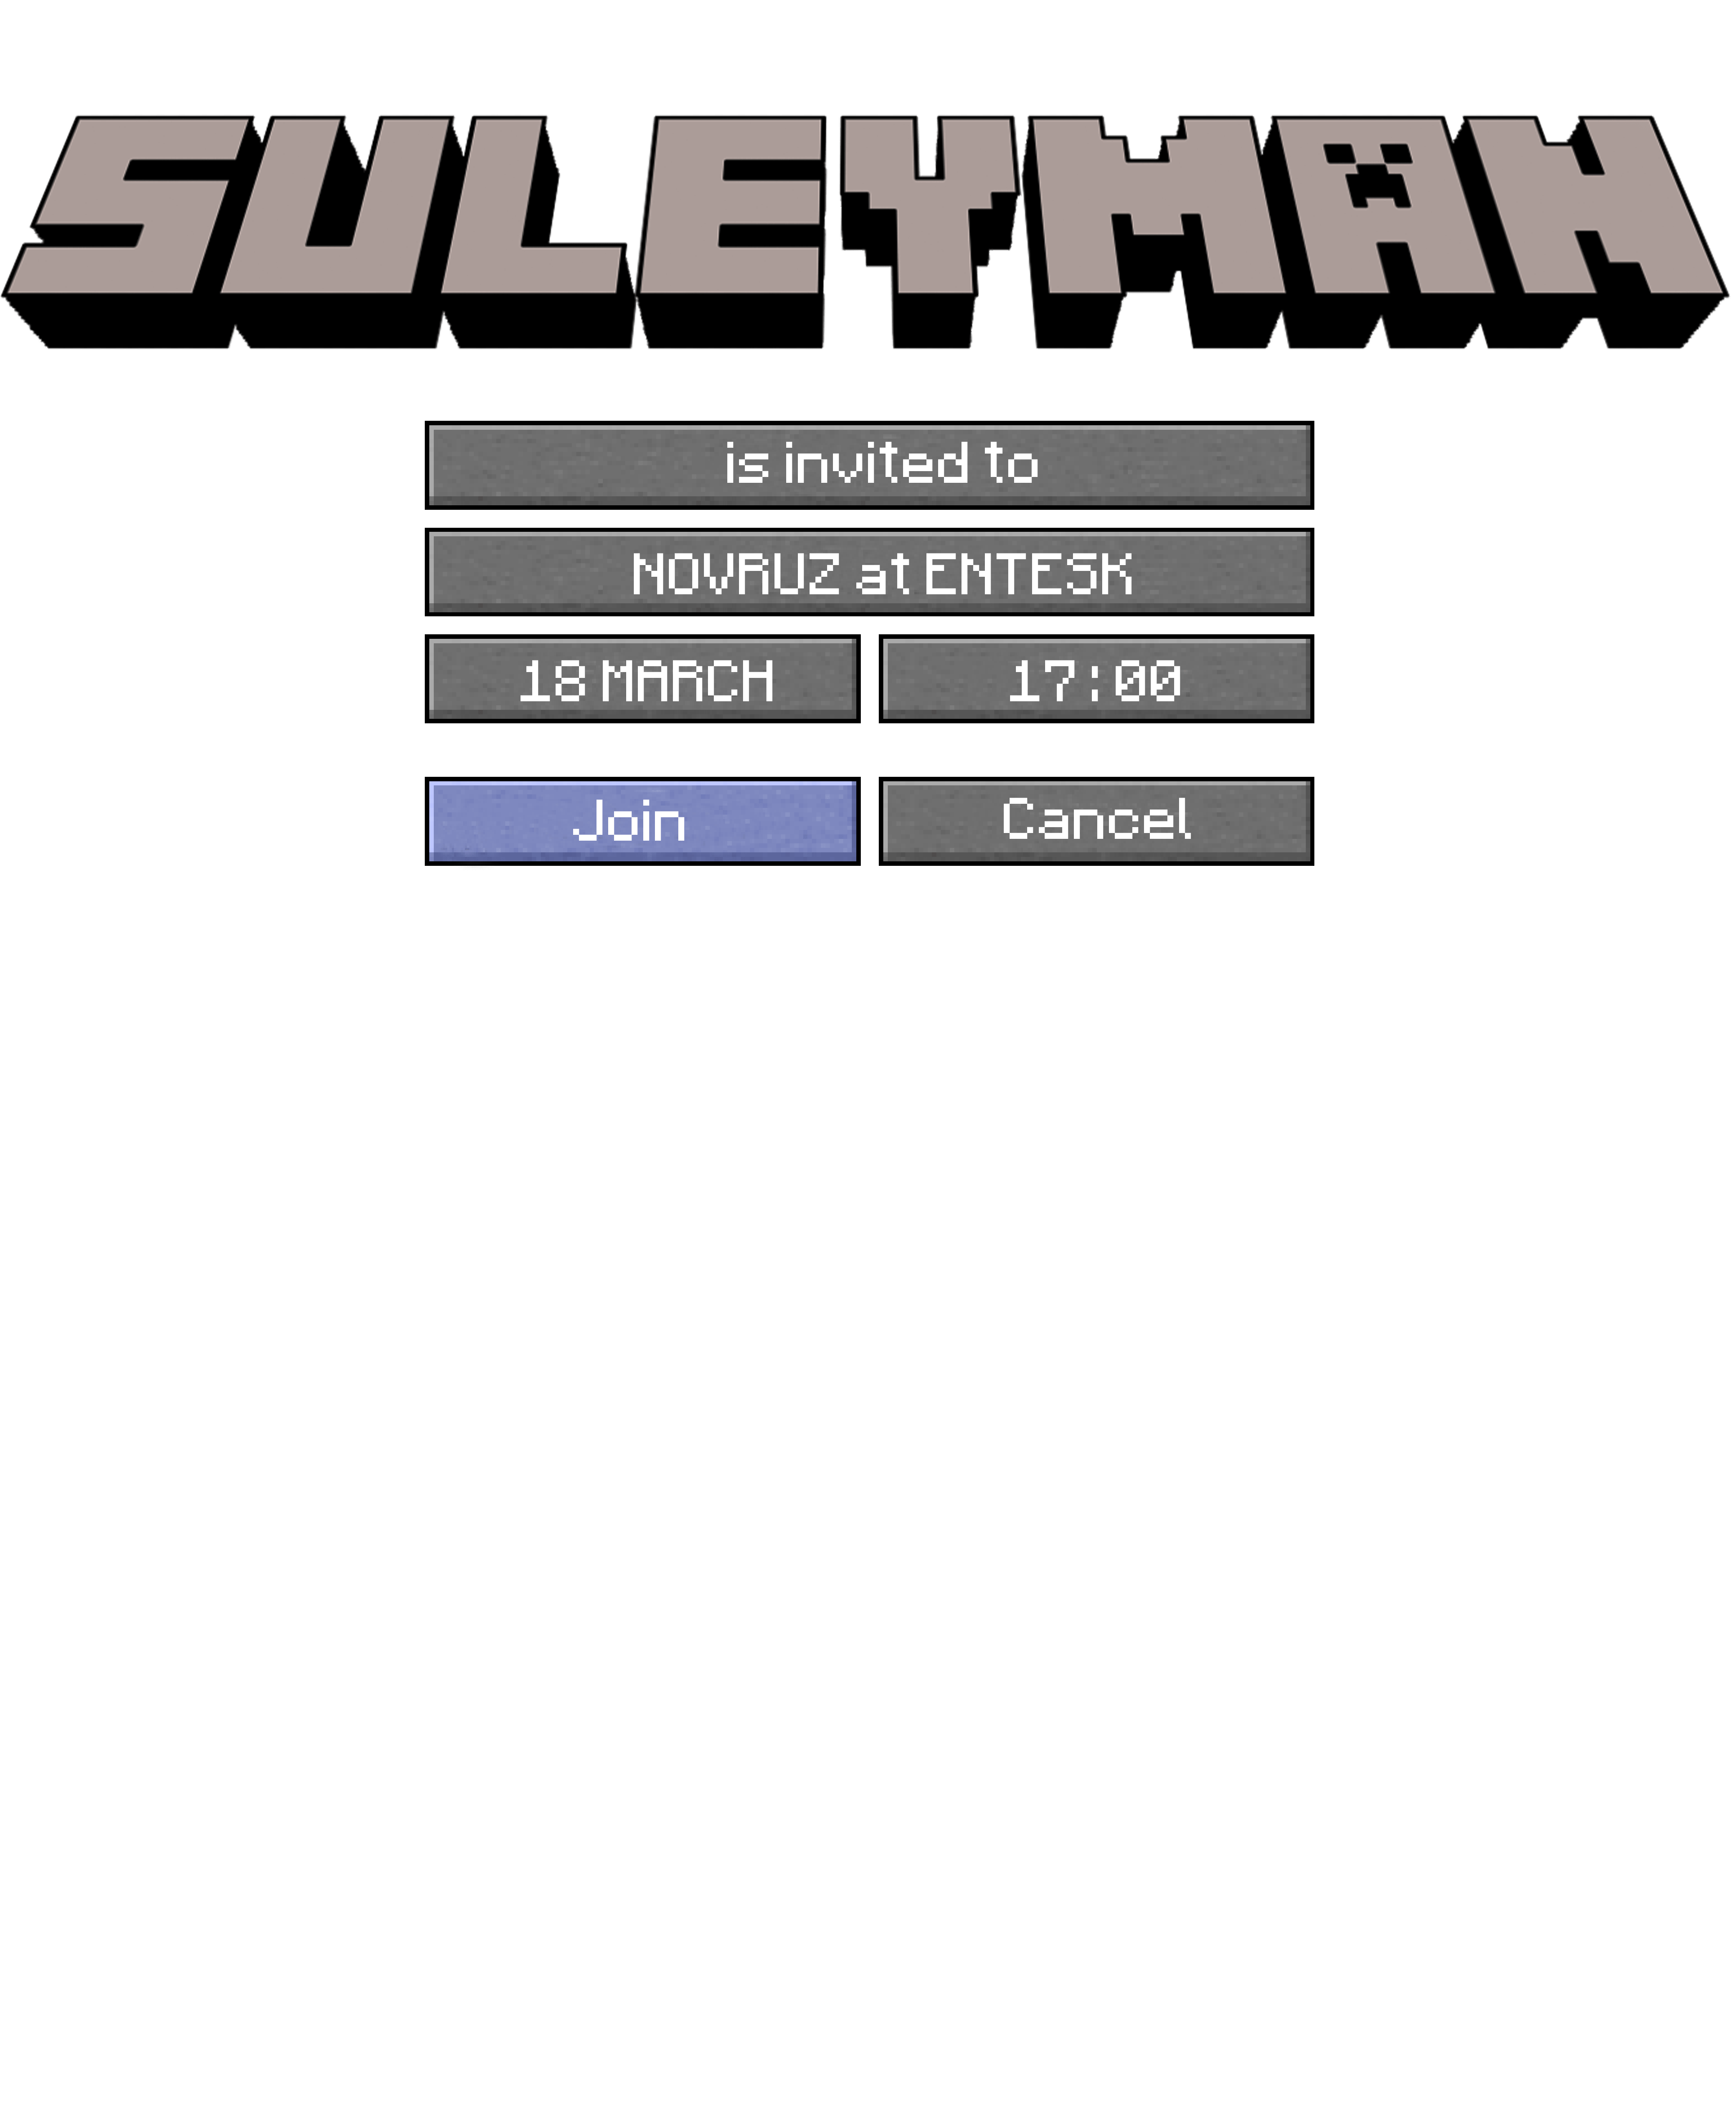 SULEYMAN
is invited to
NOVRUZ at ENTESK
18 MARCH
17:00
Join
Cancel